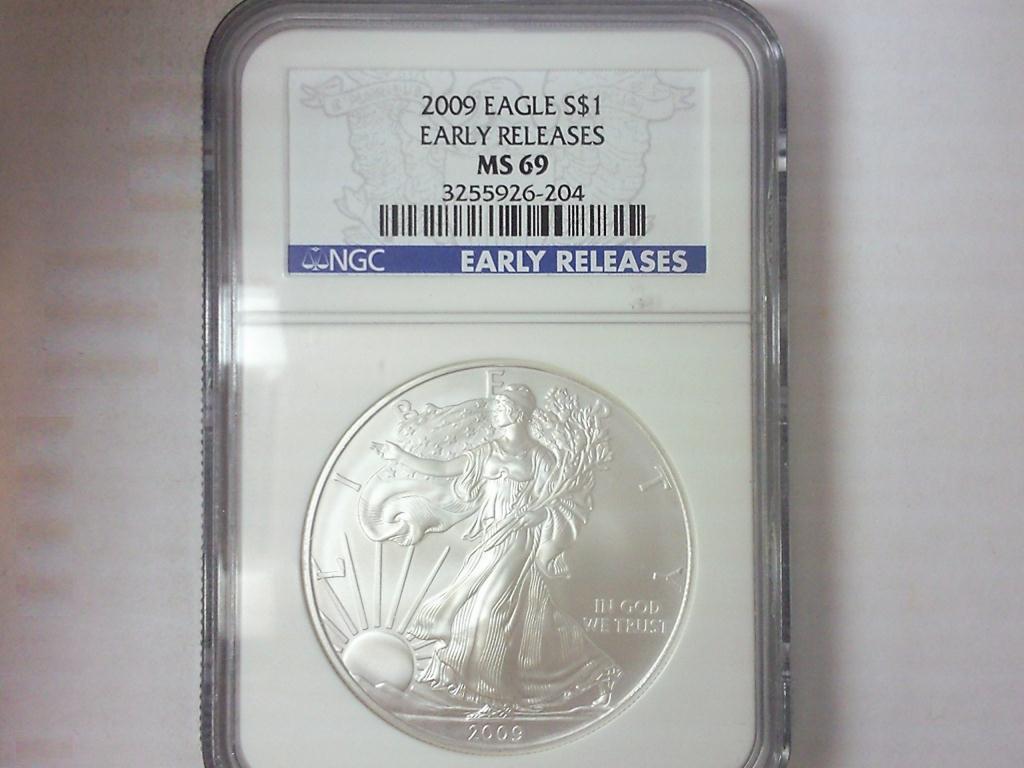 2009 EAGLE S$1
EARLY RELEASES
MS 69
3255926-204
NGC EARLY RELEASES
LIBERTY
IN GOD
WE TRUST
2009